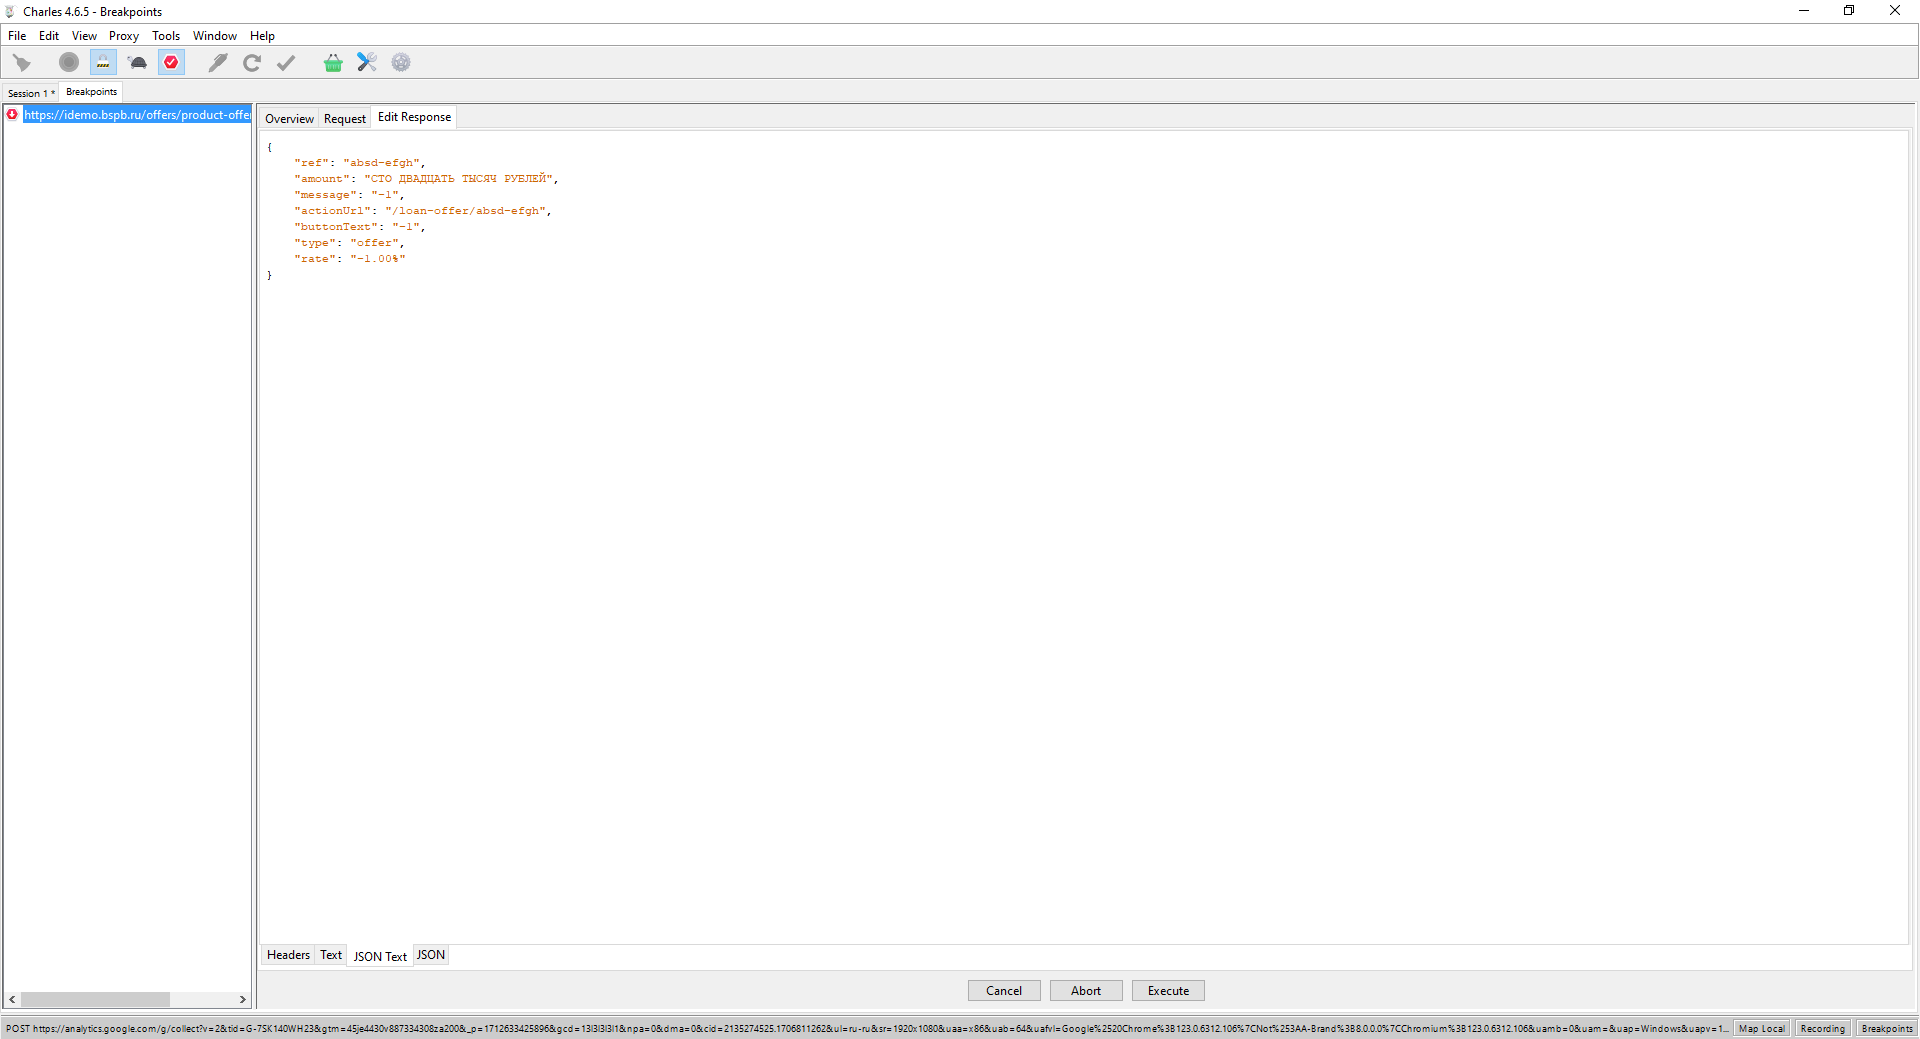 Charles 4.6.5 - Breakpoints
File Edit View Proxy Tools Window Help
Session 1 * Breakpoints
https://idemo.bspb.ru/offers/product-offe
Overview Request Edit Response
{
"ref": "absd-efgh",
"amount": "СТО ДВАДЦАТЬ ТЫСЯЧ РУБЛЕЙ",
"message": "-1",
"actionUrl": "/loan-offer/absd-efgh",
"buttonText": "-1",
"type": "offer",
"rate": "-1.00%"
}
Headers Text JSON Text JSON
Cancel Abort Execute
POST https://analytics.google.com/g/collect?v=2&tid=G-7SK140WH23&gtm=45je4430v887334308za200&_p=1712633425896&gcd=13l3l3l3l1&npa=0&dma=0&cid=2135274525.1706811262&ul=ru-ru&sr=1920x1080&uaa=x86&uab=64&uafvl=Google%2520Chrome%3B123.0.6312.106%7CNot%253AA-Brand%3B8.0.0.0%7CChromium%3B123.0.6312.106&uamb=0&uam=&uap=Windows&uapv=1... Map Local Recording Breakpoints